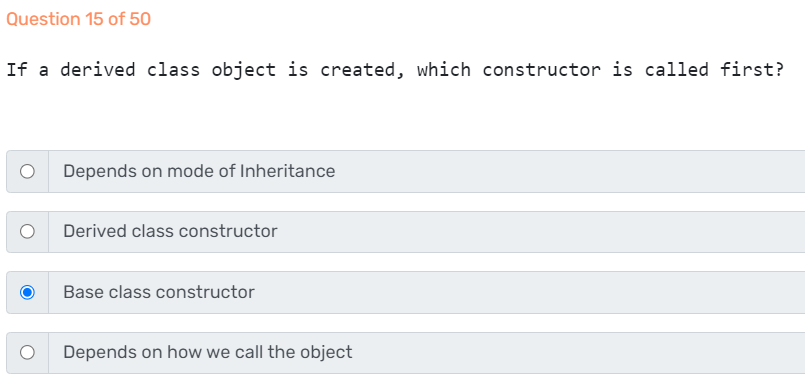 Question 15 of 50
If a derived class object is created, which constructor is called first?
Depends on mode of Inheritance
Derived class constructor
Base class constructor
Depends on how we call the object